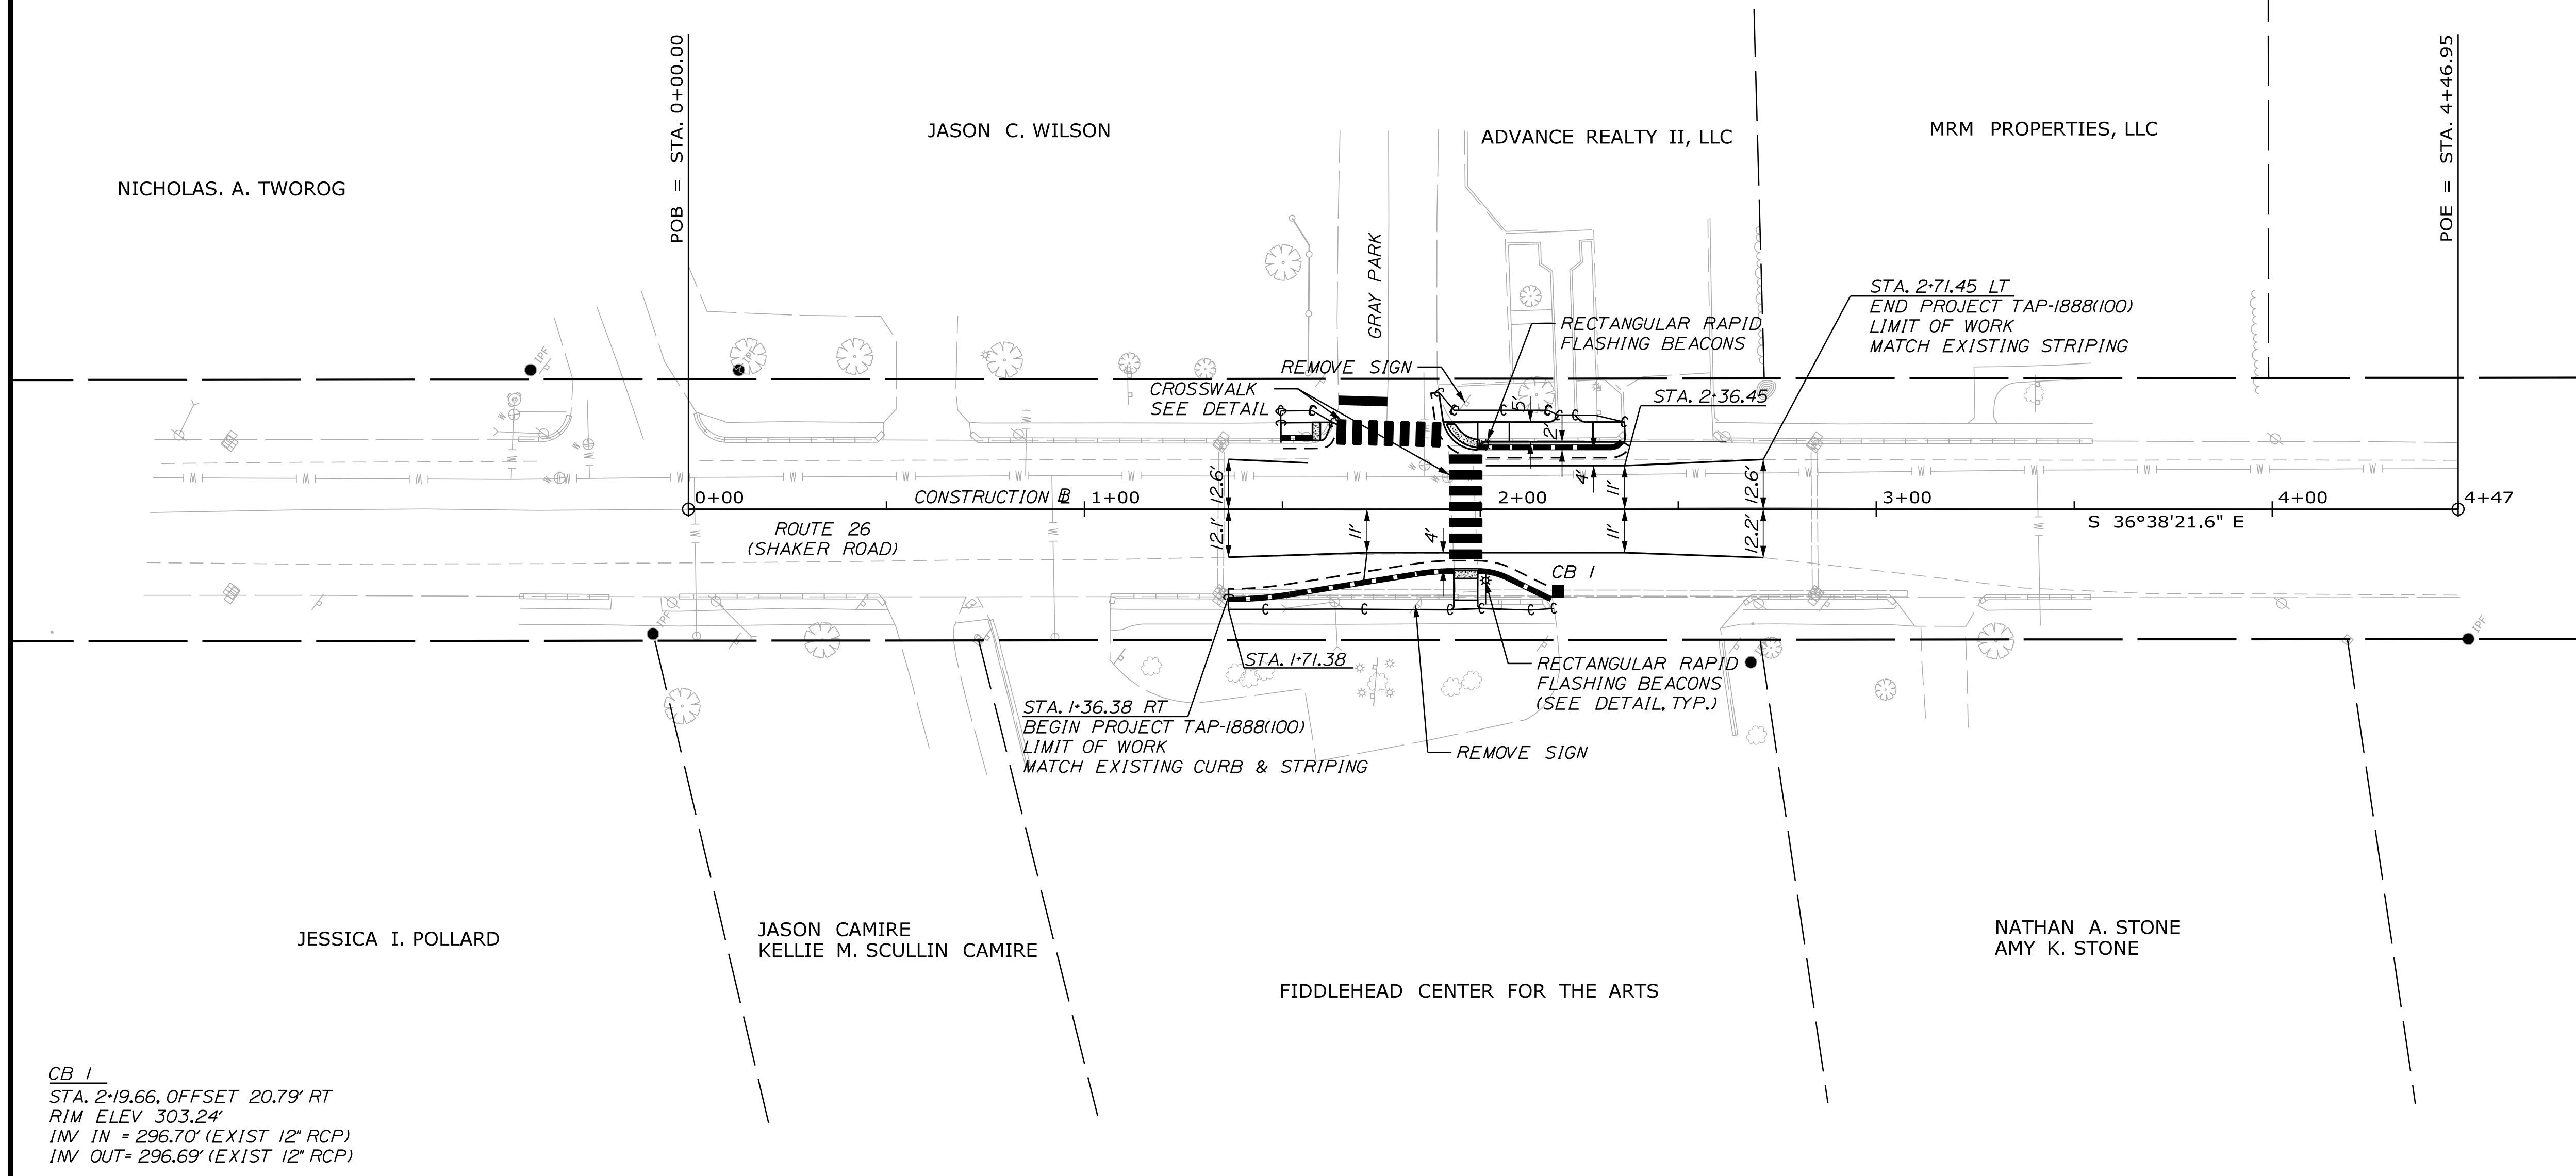 POB = STA. 0+00.00
POE = STA. 4+46.95
NICHOLAS. A. TWOROG
JASON C. WILSON
ADVANCE REALTY II, LLC
MRM PROPERTIES, LLC
GRAY PARK
STA. 2+71.45 LT
END PROJECT TAP-1888(100)
LIMIT OF WORK
MATCH EXISTING STRIPING
RECTANGULAR RAPID
FLASHING BEACONS
REMOVE SIGN
CROSSWALK
SEE DETAIL
STA. 2+36.45
IPF
IPF
5'
2'
4'
12.6'
11'
12.6'
0+00
CONSTRUCTION BL
1+00
2+00
3+00
4+00
4+47
ROUTE 26
(SHAKER ROAD)
S 36°38'21.6" E
12.1'
11'
4'
11'
12.2'
CB 1
IPF
IPF
STA. 1+71.38
RECTANGULAR RAPID
FLASHING BEACONS
(SEE DETAIL, TYP.)
STA. 1+36.38 RT
BEGIN PROJECT TAP-1888(100)
LIMIT OF WORK
MATCH EXISTING CURB & STRIPING
REMOVE SIGN
JESSICA I. POLLARD
JASON CAMIRE
KELLIE M. SCULLIN CAMIRE
FIDDLEHEAD CENTER FOR THE ARTS
NATHAN A. STONE
AMY K. STONE
CB 1
STA. 2+19.66, OFFSET 20.79' RT
RIM ELEV 303.24'
INV IN = 296.70' (EXIST 12" RCP)
INV OUT= 296.69' (EXIST 12" RCP)